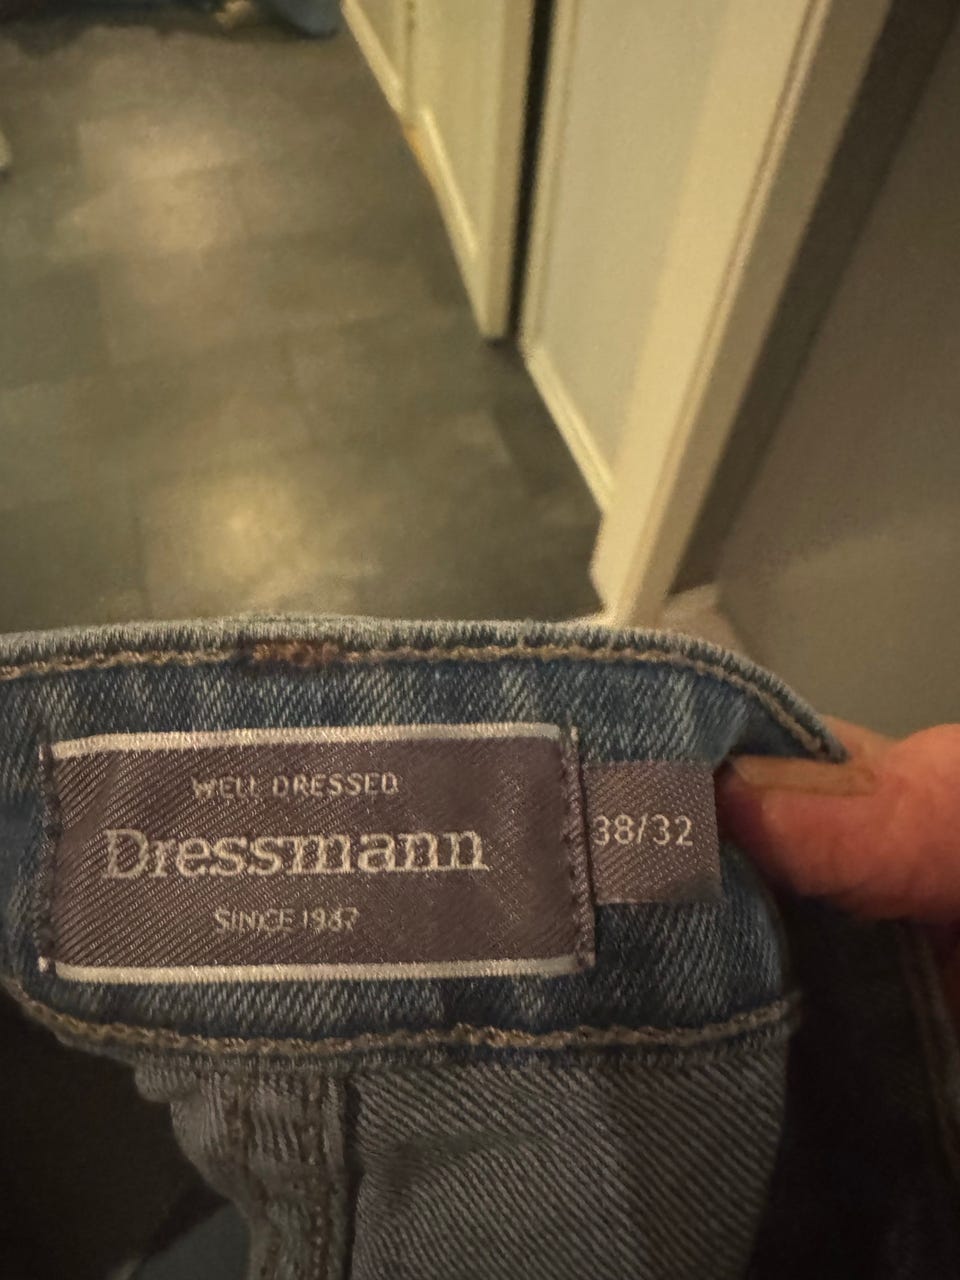 WELL DRESSED
Dressmann
38/32
SINCE 1967